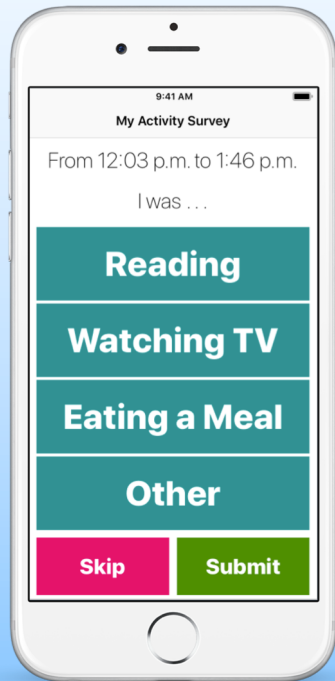 9:41 AM
My Activity Survey
From 12:03 p.m. to 1:46 p.m.
I was . . .
Reading
Watching TV
Eating a Meal
Other
Skip Submit